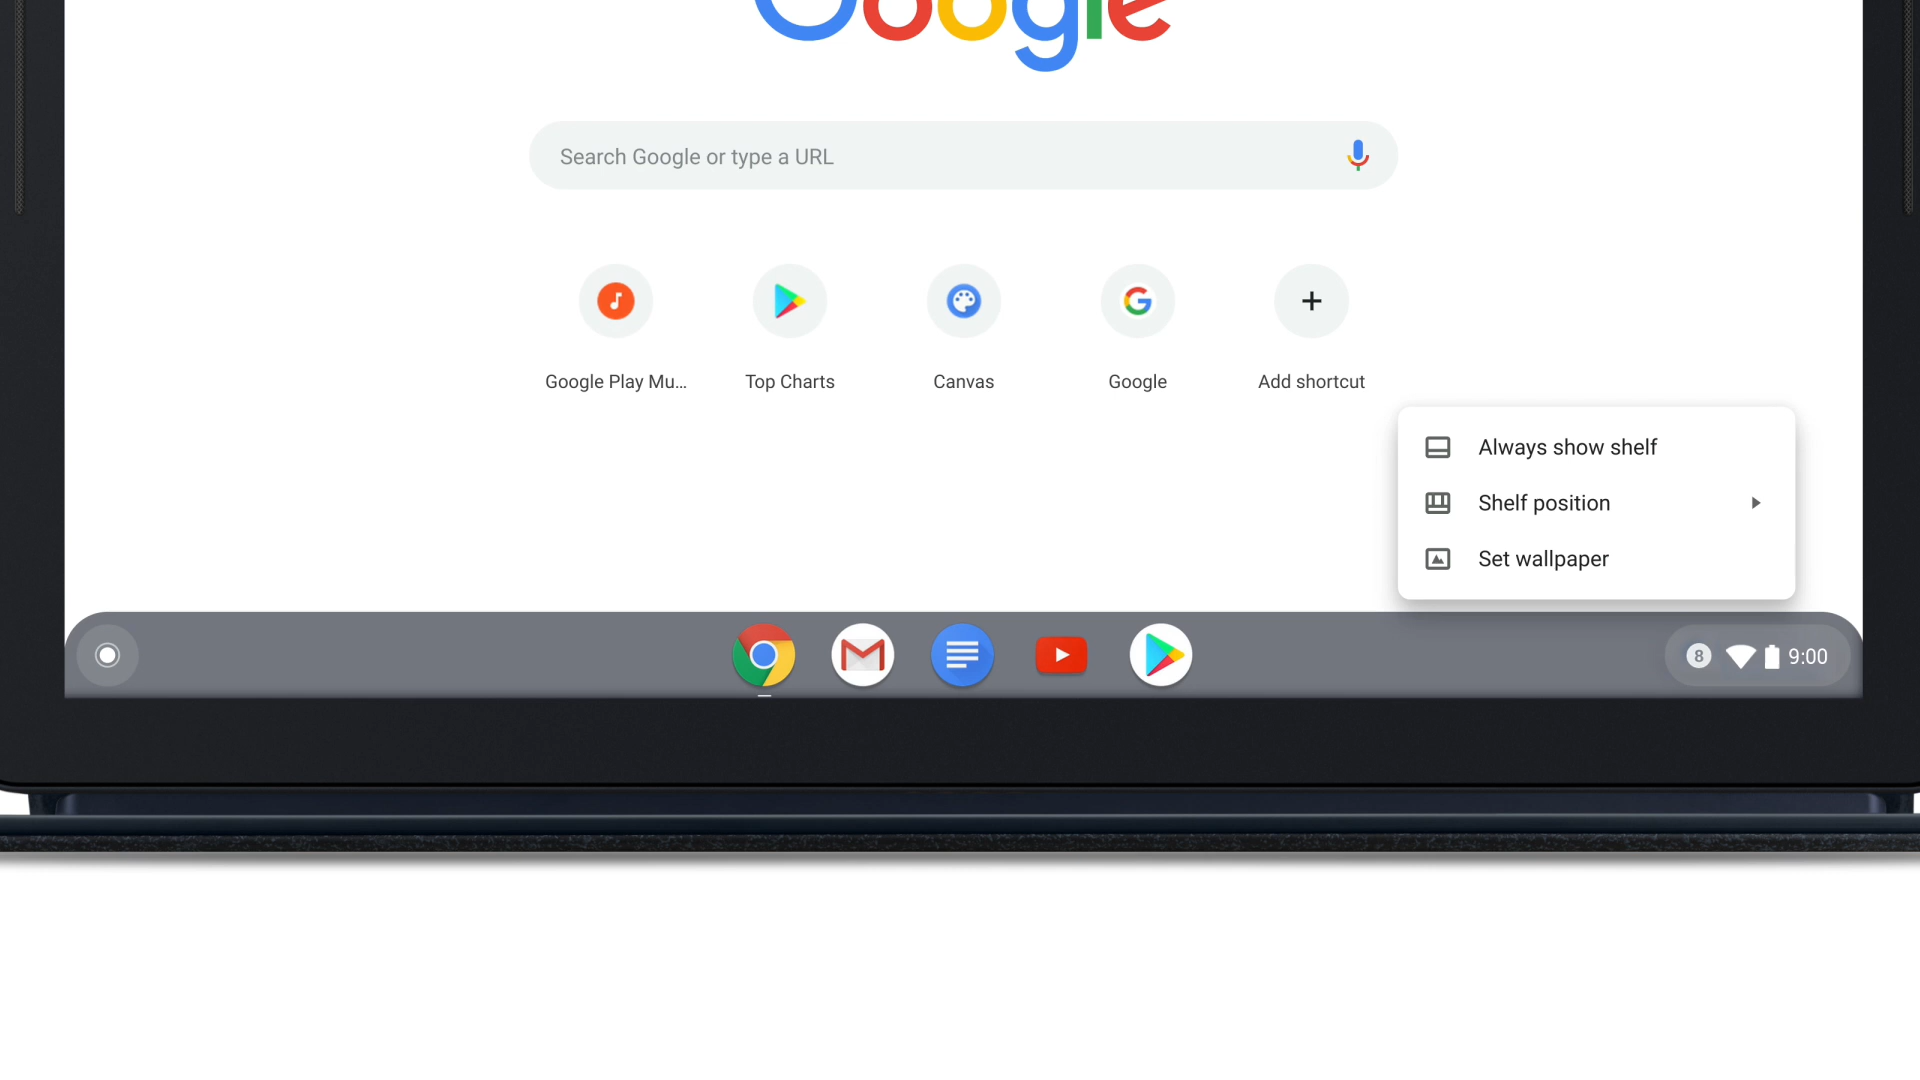 Google
Search Google or type a URL
Google Play Mu...
Top Charts
Canvas
Google
Add shortcut
Always show shelf
Shelf position
Set wallpaper
8
9:00